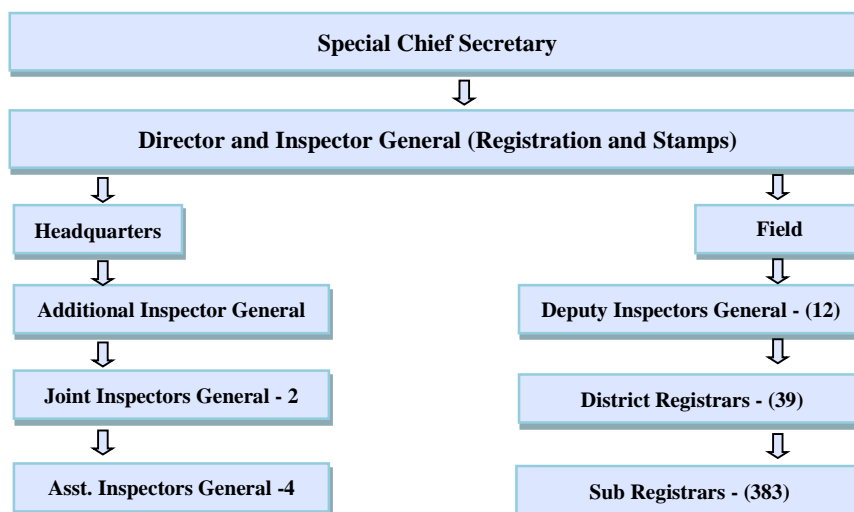 Special Chief Secretary
Director and Inspector General (Registration and Stamps)
Headquarters
Field
Additional Inspector General
Deputy Inspectors General - (12)
Joint Inspectors General - 2
District Registrars - (39)
Asst. Inspectors General -4
Sub Registrars - (383)